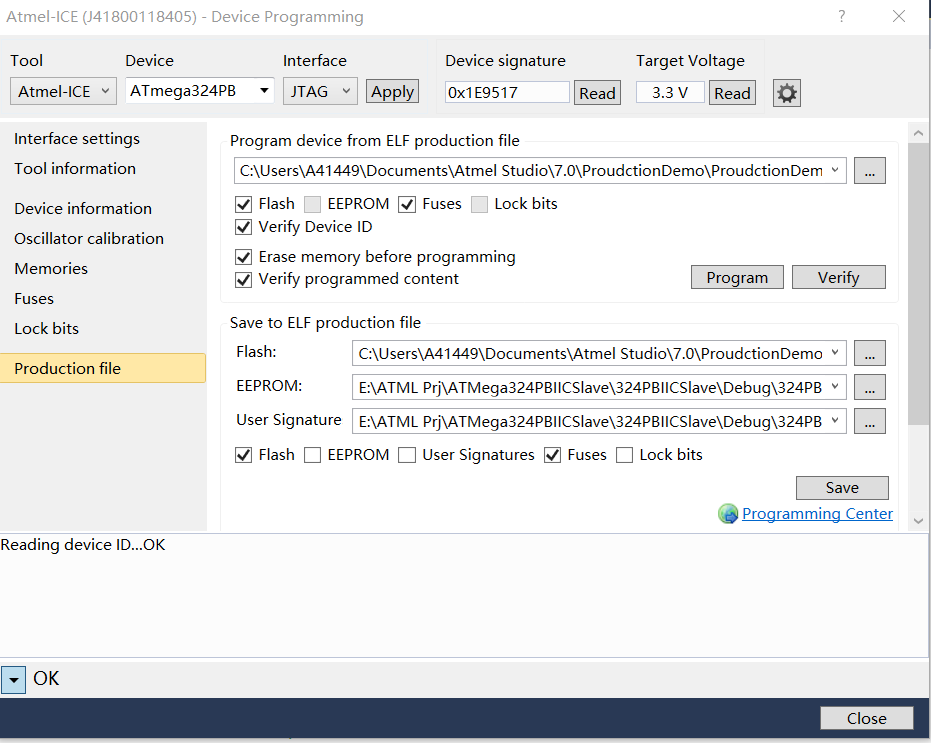 Atmel-ICE (J41800118405) - Device Programming
Tool Device Interface Device signature Target Voltage
Atmel-ICE ATmega324PB JTAG Apply 0x1E9517 Read 3.3 V Read
Interface settings
Tool information
Device information
Oscillator calibration
Memories
Fuses
Lock bits
Production file
Program device from ELF production file
C:\Users\A41449\Documents\Atmel Studio\7.0\ProudctionDemo\ProudctionDem ...
Flash EEPROM Fuses Lock bits
Verify Device ID
Erase memory before programming
Verify programmed content
Program Verify
Save to ELF production file
Flash: C:\Users\A41449\Documents\Atmel Studio\7.0\ProudctionDemo ...
EEPROM: E:\ATML Prj\ATMega324PBIICSlave\324PBIICSlave\Debug\324PB ...
User Signature E:\ATML Prj\ATMega324PBIICSlave\324PBIICSlave\Debug\324PB ...
Flash EEPROM User Signatures Fuses Lock bits
Save
Programming Center
Reading device ID...OK
OK
Close